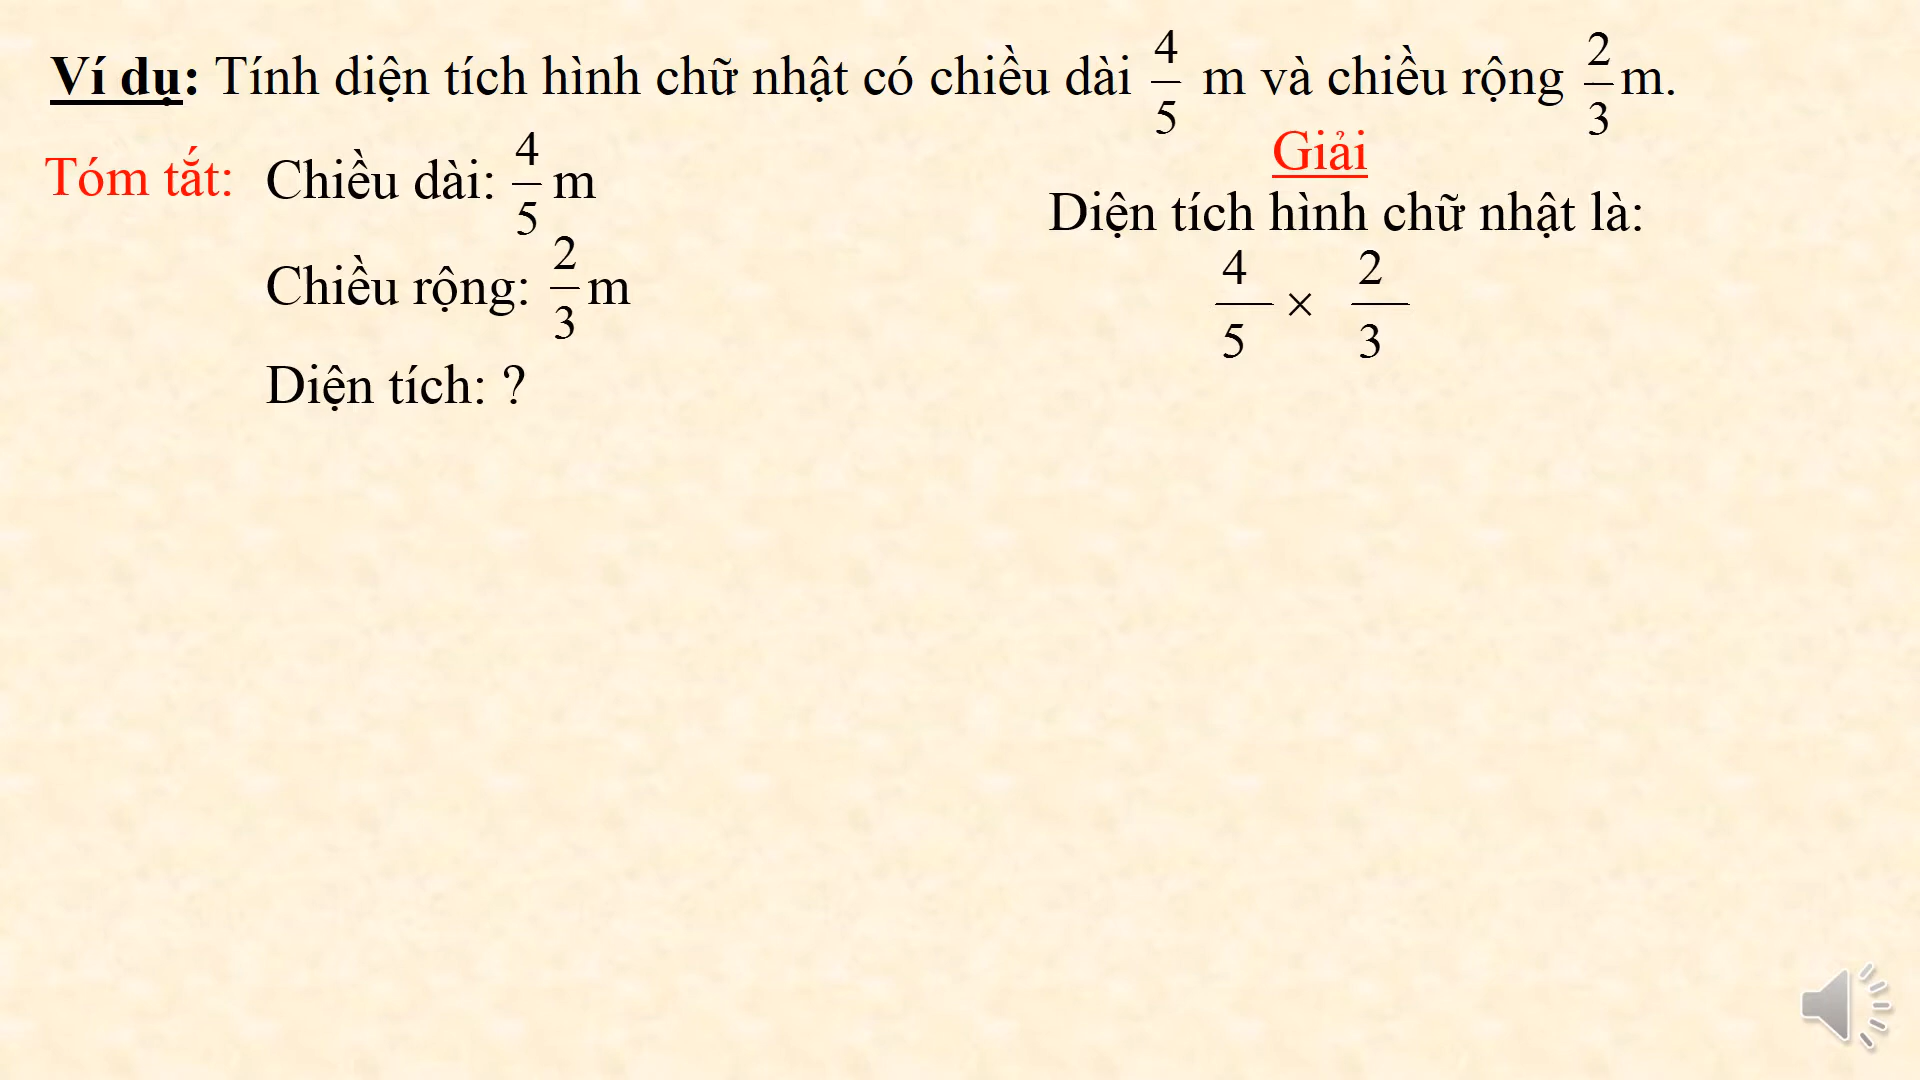 Ví dụ: Tính diện tích hình chữ nhật có chiều dài 4/5 m và chiều rộng 2/3 m.
Tóm tắt: Chiều dài: 4/5 m
Chiều rộng: 2/3 m
Diện tích: ?
Giải
Diện tích hình chữ nhật là:
4/5 × 2/3